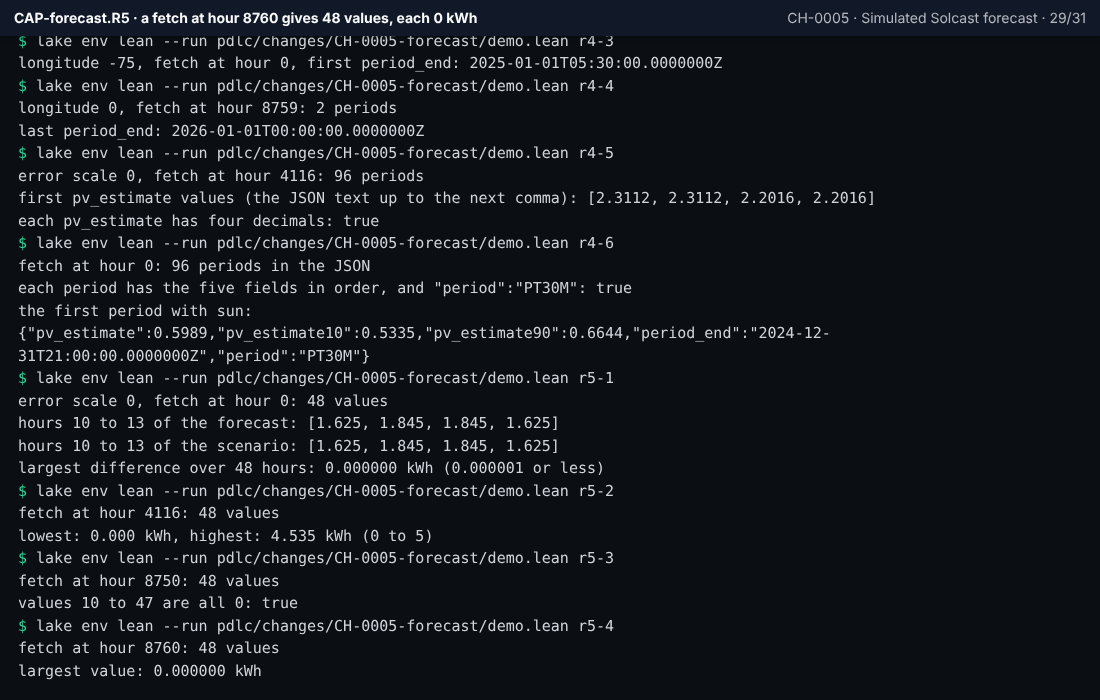 CAP-forecast.R5 · a fetch at hour 8760 gives 48 values, each 0 kWh
CH-0005 · Simulated Solcast forecast · 29/31
$ lake env lean --run pdlc/changes/CH-0005-forecast/demo.lean r4-3
longitude -75, fetch at hour 0, first period_end: 2025-01-01T05:30:00.0000000Z
$ lake env lean --run pdlc/changes/CH-0005-forecast/demo.lean r4-4
longitude 0, fetch at hour 8759: 2 periods
last period_end: 2026-01-01T00:00:00.0000000Z
$ lake env lean --run pdlc/changes/CH-0005-forecast/demo.lean r4-5
error scale 0, fetch at hour 4116: 96 periods
first pv_estimate values (the JSON text up to the next comma): [2.3112, 2.3112, 2.2016, 2.2016]
each pv_estimate has four decimals: true
$ lake env lean --run pdlc/changes/CH-0005-forecast/demo.lean r4-6
fetch at hour 0: 96 periods in the JSON
each period has the five fields in order, and "period":"PT30M": true
the first period with sun:
{"pv_estimate":0.5989,"pv_estimate10":0.5335,"pv_estimate90":0.6644,"period_end":"2024-12-
31T21:00:00.0000000Z","period":"PT30M"}
$ lake env lean --run pdlc/changes/CH-0005-forecast/demo.lean r5-1
error scale 0, fetch at hour 0: 48 values
hours 10 to 13 of the forecast: [1.625, 1.845, 1.845, 1.625]
hours 10 to 13 of the scenario: [1.625, 1.845, 1.845, 1.625]
largest difference over 48 hours: 0.000000 kWh (0.000001 or less)
$ lake env lean --run pdlc/changes/CH-0005-forecast/demo.lean r5-2
fetch at hour 4116: 48 values
lowest: 0.000 kWh, highest: 4.535 kWh (0 to 5)
$ lake env lean --run pdlc/changes/CH-0005-forecast/demo.lean r5-3
fetch at hour 8750: 48 values
values 10 to 47 are all 0: true
$ lake env lean --run pdlc/changes/CH-0005-forecast/demo.lean r5-4
fetch at hour 8760: 48 values
largest value: 0.000000 kWh